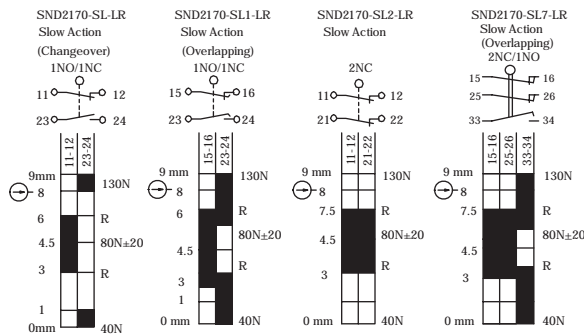 SND2170-SL-LR
Slow Action
(Changeover)
1NO/1NC
11 12
23 24
11-12 23-24
9mm
130N
8
6 R
4.5 80N±20
3 R
1
0mm 40N
SND2170-SL1-LR
Slow Action
(Overlapping)
1NO/1NC
15 16
23 24
15-16 23-24
9 mm
130N
8
6 R
80N±20
4.5
R
3
1
0 mm 40N
SND2170-SL2-LR
Slow Action
2NC
11 12
21 22
11-12 21-22
9 mm
130N
8
7.5 R
4.5 80N±20
3 R
0 mm 40N
SND2170-SL7-LR
Slow Action
(Overlapping)
2NC/1NO
15 16
25 26
33 34
15-16 25-26 33-34
9 mm
130N
8
7.5 R
4.5 80N±20
3 R
0 mm 40N